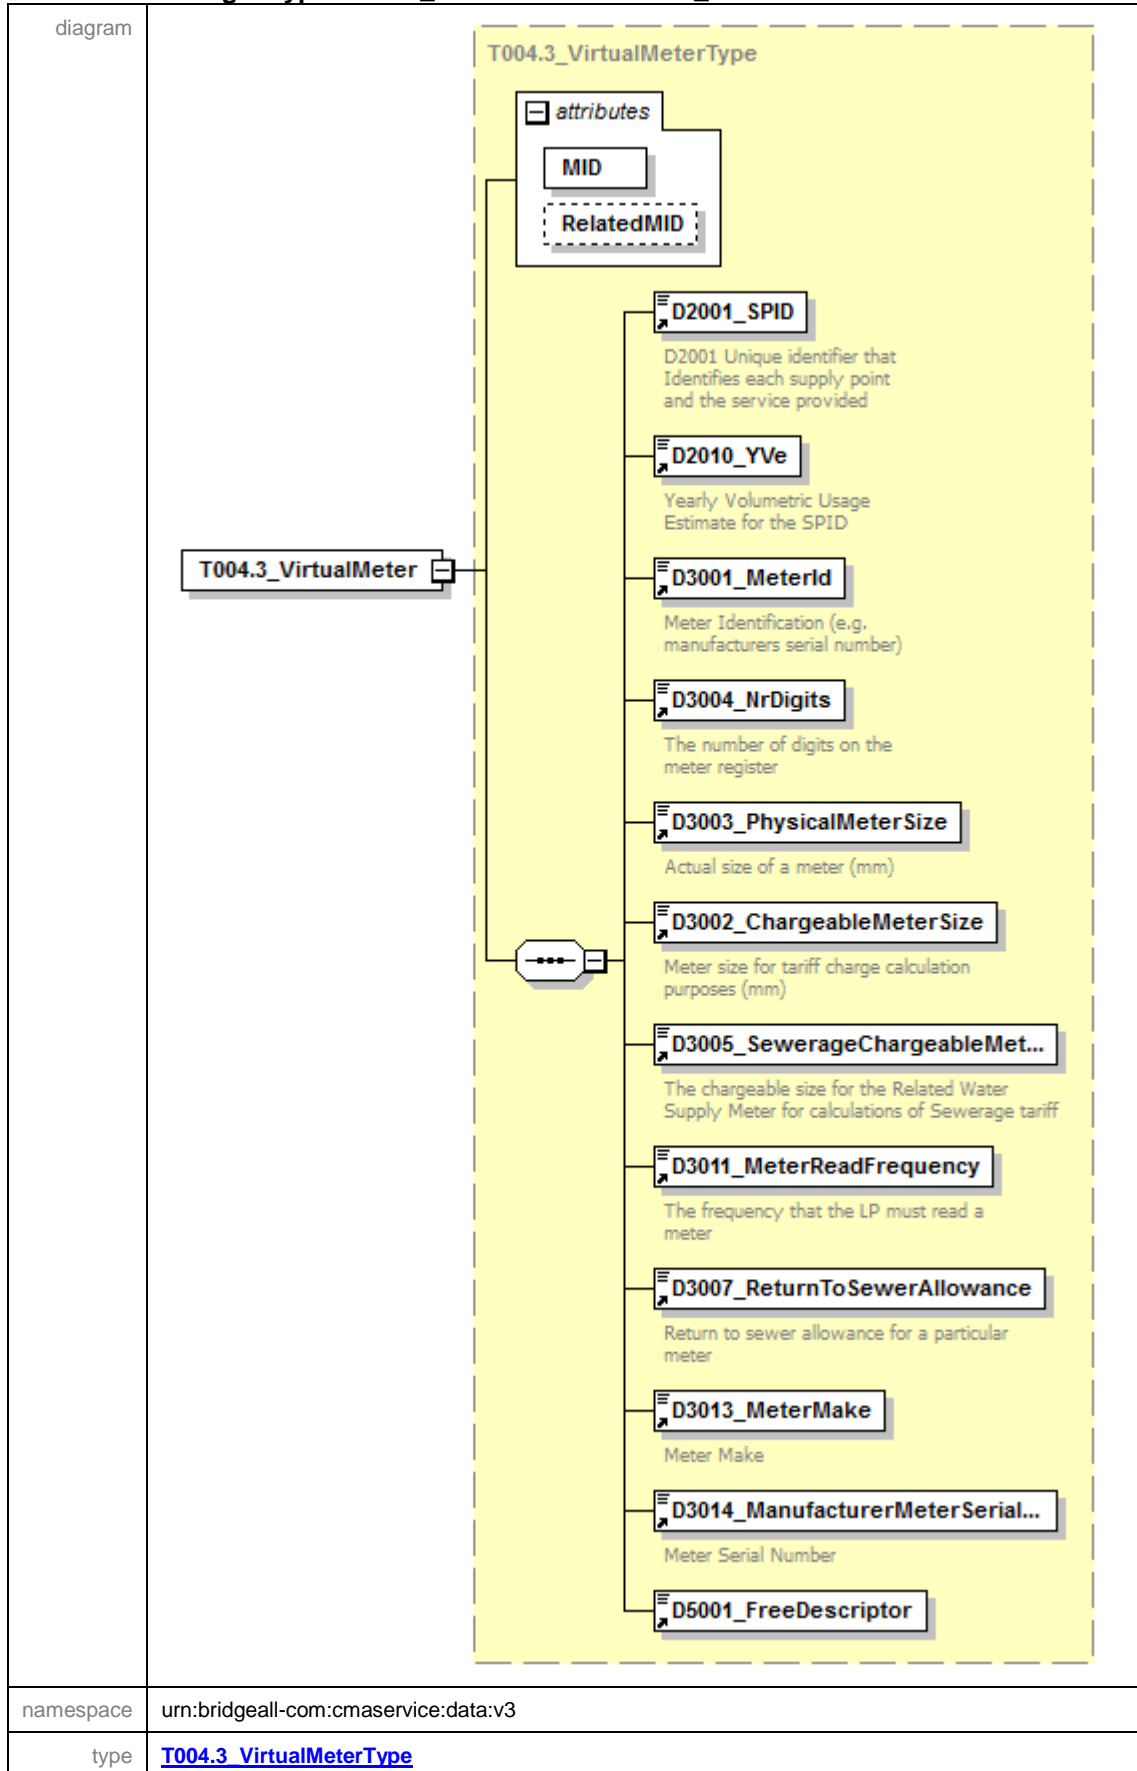 diagram
T004.3_VirtualMeterType
attributes
MID
RelatedMID
D2001_SPID
D2001 Unique identifier that
Identifies each supply point
and the service provided
D2010_YVe
Yearly Volumetric Usage
Estimate for the SPID
T004.3_VirtualMeter
D3001_MeterId
Meter Identification (e.g.
manufacturers serial number)
D3004_NrDigits
The number of digits on the
meter register
D3003_PhysicalMeterSize
Actual size of a meter (mm)
D3002_ChargeableMeterSize
Meter size for tariff charge calculation
purposes (mm)
D3005_SewerageChargeableMet...
The chargeable size for the Related Water
Supply Meter for calculations of Sewerage tariff
D3011_MeterReadFrequency
The frequency that the LP must read a
meter
D3007_ReturnToSewerAllowance
Return to sewer allowance for a particular
meter
D3013_MeterMake
Meter Make
D3014_ManufacturerMeterSerial...
Meter Serial Number
D5001_FreeDescriptor
namespace urn:bridgeall-com:cmaservice:data:v3
type T004.3_VirtualMeterType